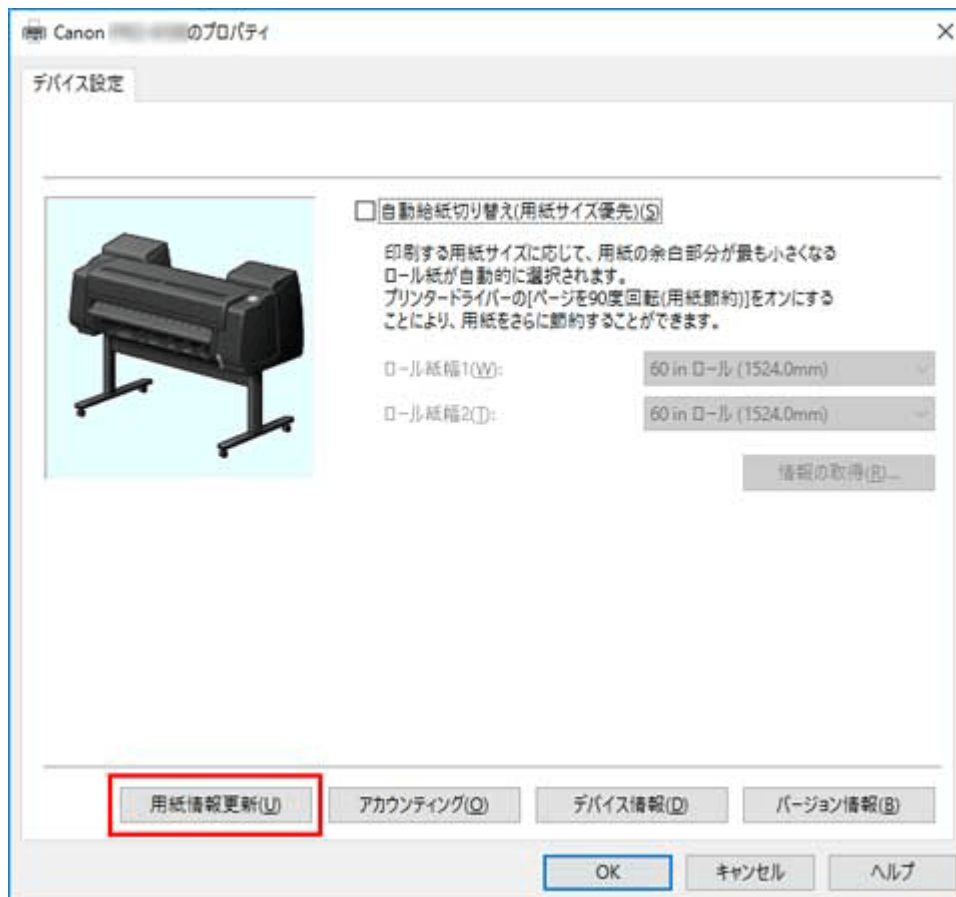 Canon のプロパティ
デバイス設定
自動給紙切り替え(用紙サイズ優先)(S)
印刷する用紙サイズに応じて、用紙の余白部分が最も小さくなる
ロール紙が自動的に選択されます。
プリンタードライバーの[ページを90度回転(用紙節約)]をオンにする
ことにより、用紙をさらに節約することができます。
ロール紙幅1(W):
60 in ロール (1524.0mm)
ロール紙幅2(T):
60 in ロール (1524.0mm)
情報の取得(R)...
用紙情報更新(U)
アカウンティング(O)
デバイス情報(D)
バージョン情報(B)
OK
キャンセル
ヘルプ